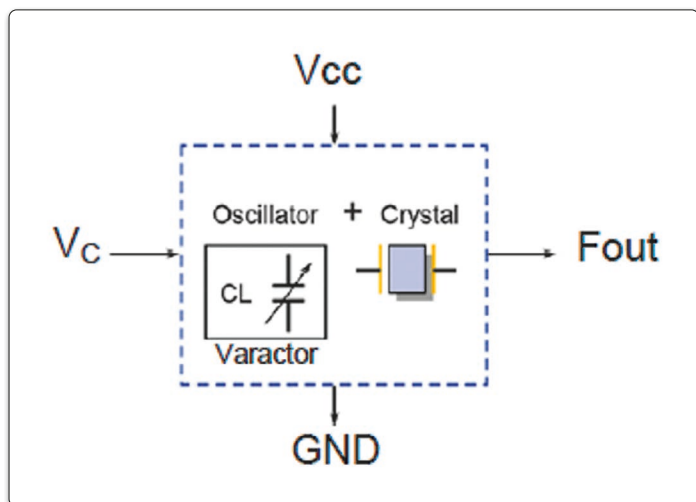 Vcc
Oscillator + Crystal
VC
Fout
CL
Varactor
GND